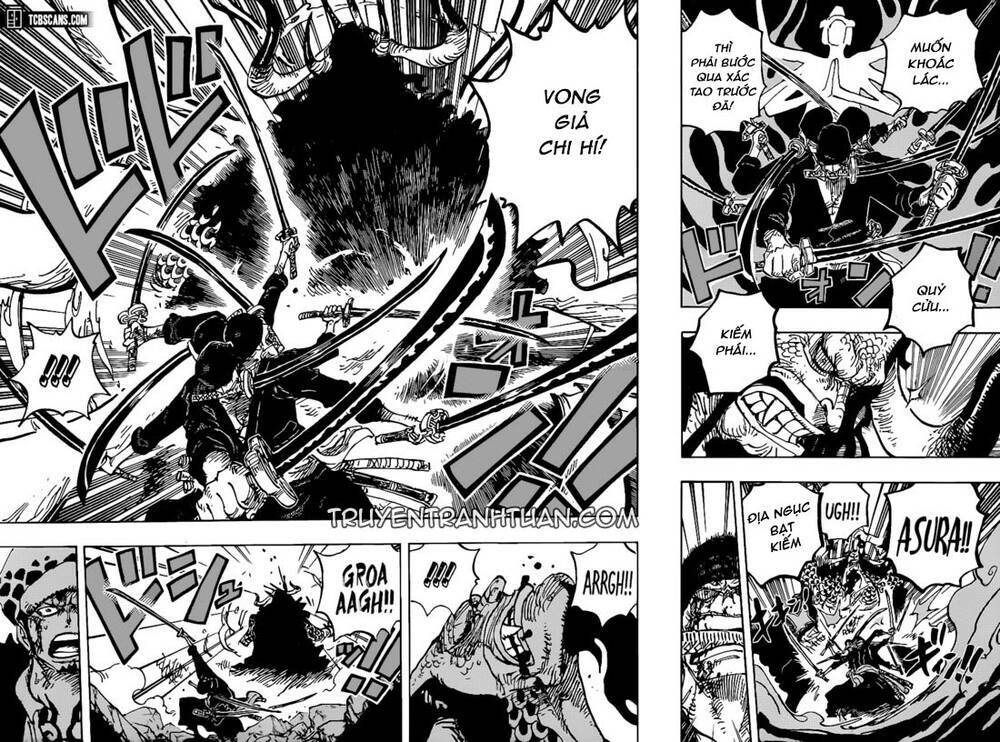 TCBSCANS.COM
MUỐN
KHOÁC
LÁC...
THÌ
PHẢI BƯỚC
QUA XÁC
TAO TRƯỚC
ĐÃ!
QUỶ
CỬU...
KIẾM
PHÁI...
ASURA!!
UGH!!
ĐỊA NGỤC
BẠT
KIẾM
VONG
GIẢ
CHI HÍ!
!!!
TRUYENTRANHTUAN.COM
ARRGH!!
!!!
GROA
AAGH!!